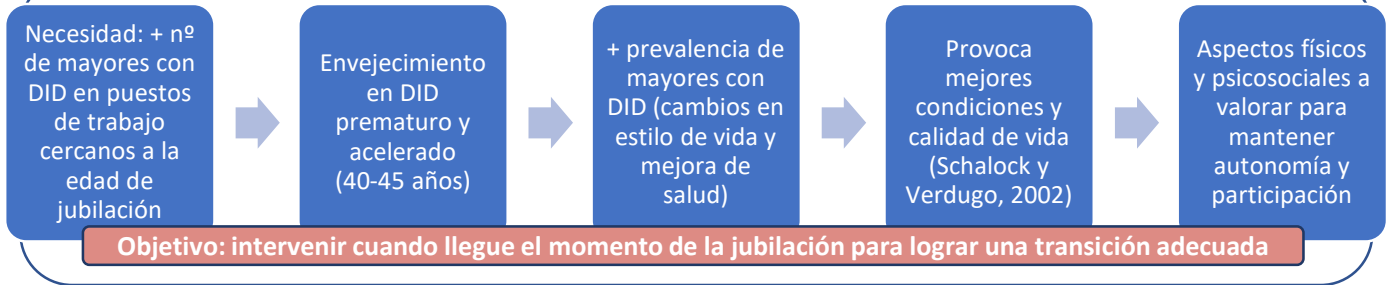 Necesidad: + nº
de mayores con
DID en puestos
de trabajo
cercanos a la
edad de
jubilación
Envejecimiento
en DID
prematuro y
acelerado
(40-45 años)
+ prevalencia de
mayores con
DID (cambios en
estilo de vida y
mejora de
salud)
Provoca
mejores
condiciones y
calidad de vida
(Schalock y
Verdugo, 2002)
Aspectos físicos
y psicosociales a
valorar para
mantener
autonomía y
participación
Objetivo: intervenir cuando llegue el momento de la jubilación para lograr una transición adecuada